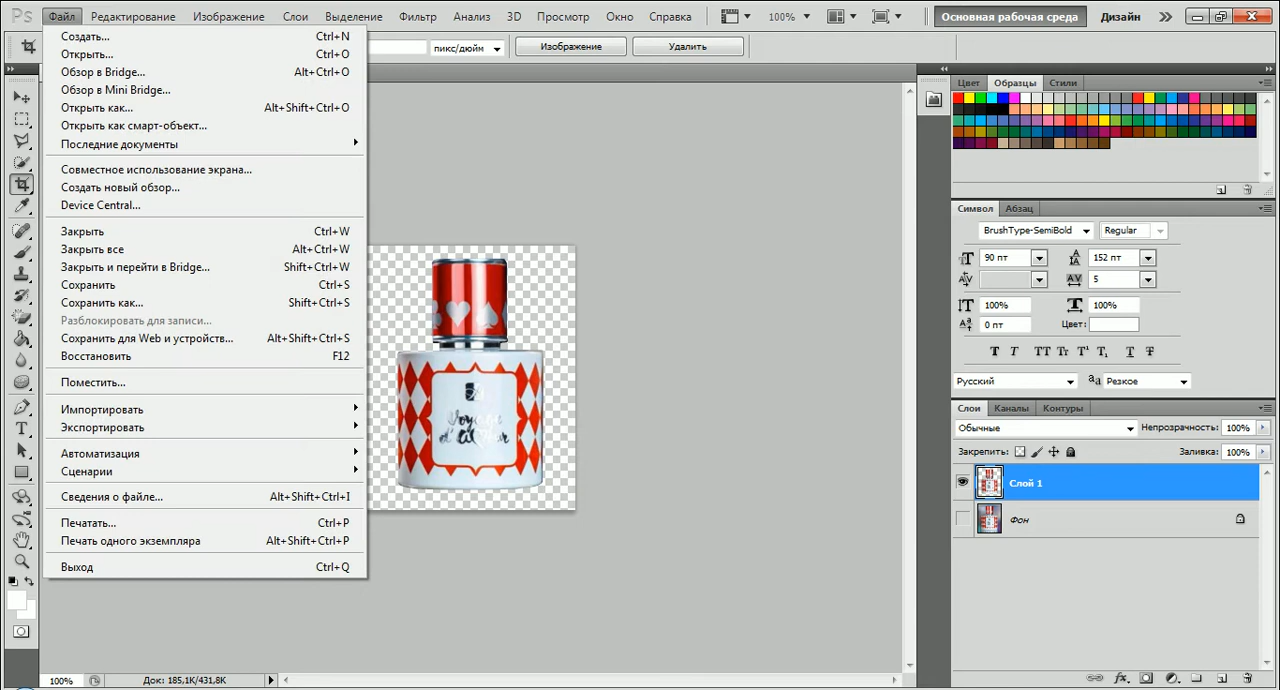 Ps Файл Редактирование Изображение Слои Выделение Фильтр Анализ 3D Просмотр Окно Справка 100% Основная рабочая среда Дизайн
пикс/дюйм Изображение Удалить
Создать... Ctrl+N
Открыть... Ctrl+O
Обзор в Bridge... Alt+Ctrl+O
Обзор в Mini Bridge...
Открыть как... Alt+Shift+Ctrl+O
Открыть как смарт-объект...
Последние документы
Совместное использование экрана...
Создать новый обзор...
Device Central...
Закрыть Ctrl+W
Закрыть все Alt+Ctrl+W
Закрыть и перейти в Bridge... Shift+Ctrl+W
Сохранить Ctrl+S
Сохранить как... Shift+Ctrl+S
Разблокировать для записи...
Сохранить для Web и устройств... Alt+Shift+Ctrl+S
Восстановить F12
Поместить...
Импортировать
Экспортировать
Автоматизация
Сценарии
Сведения о файле... Alt+Shift+Ctrl+I
Печатать... Ctrl+P
Печать одного экземпляра Alt+Shift+Ctrl+P
Выход Ctrl+Q
100% Док: 185,1K/431,8K
Цвет Образцы Стили
Символ Абзац
BrushType-SemiBold Regular
90 пт 152 пт
5
100% 100%
0 пт Цвет:
T T TT Tт T¹ T₁ T T
Русский aа Резкое
Слои Каналы Контуры
Обычные Непрозрачность: 100%
Закрепить: Заливка: 100%
Слой 1
Фон